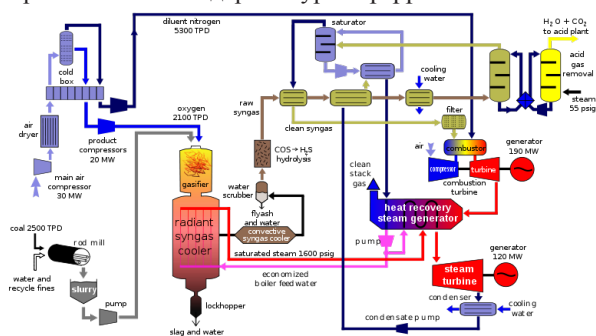 diluent nitrogen
5300 TPD
saturator
H2O + CO2
to acid plant
cold
box
cooling
water
acid
gas
removal
oxygen
2100 TPD
raw
syngas
steam
55 psig
air
dryer
clean syngas
filter
product
compressors
20 MW
COS→H2S
hydrolysis
air
combustor
generator
190 MW
main air
compressor
30 MW
gasifier
water
scrubber
clean
stack
gas
compressor
turbine
combustion
turbine
flyash
and water
heat recovery
steam generator
radiant
syngas
cooler
convective
syngas cooler
pump
coal 2500 TPD
rod mill
saturated steam 1600 psig
generator
120 MW
economized
boiler feed water
steam
turbine
water and
recycle fines
slurry
pump
lockhopper
condenser
cooling
water
condensate pump
slag and water